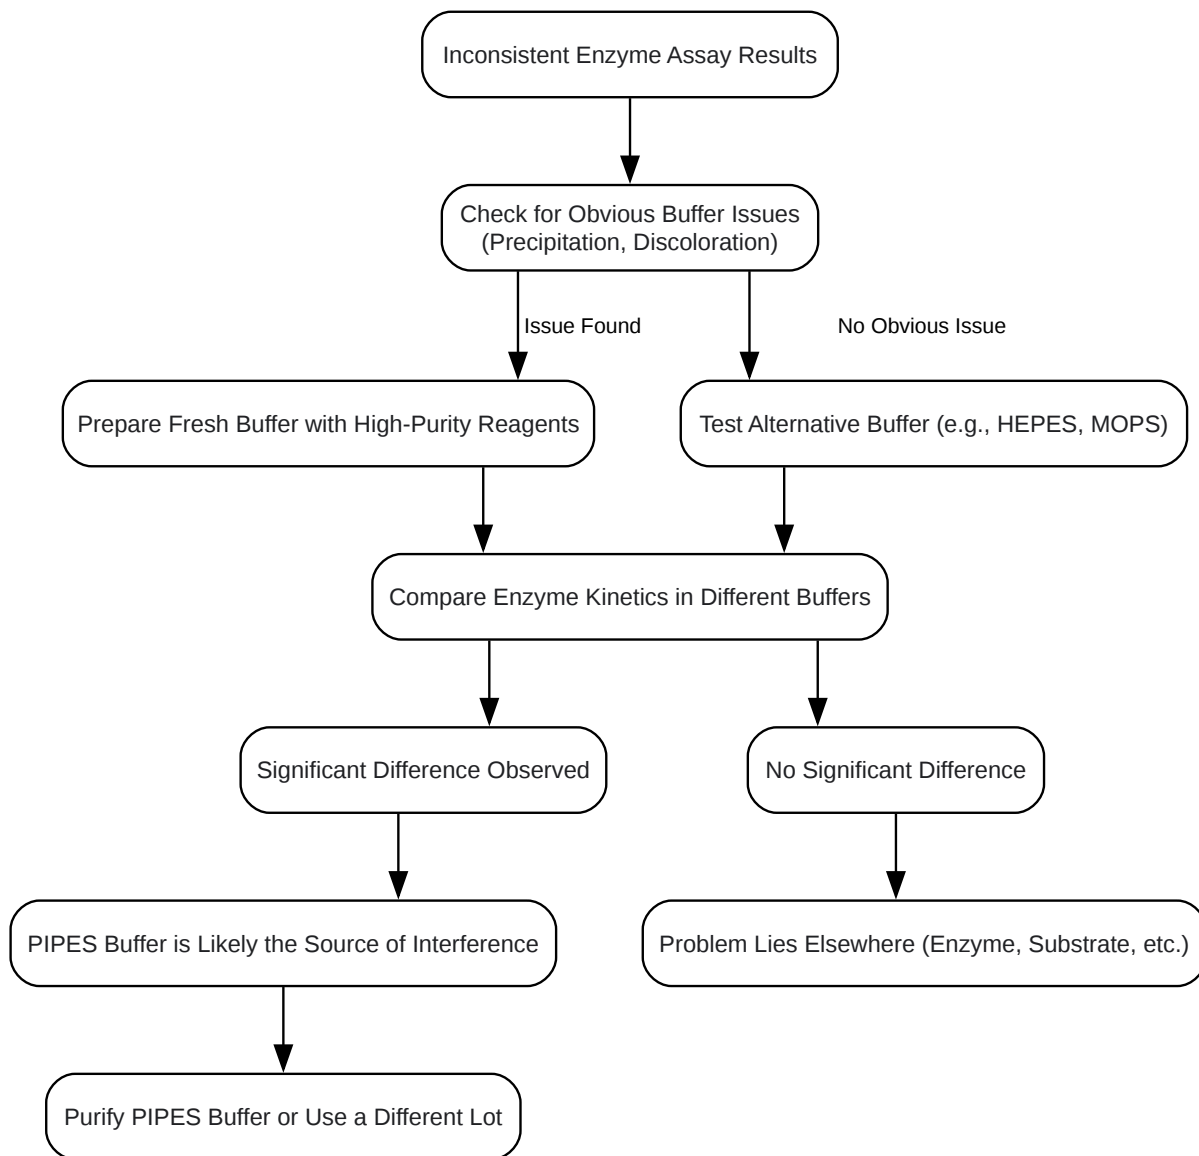 Inconsistent Enzyme Assay Results
Check for Obvious Buffer Issues
(Precipitation, Discoloration)
Issue Found
No Obvious Issue
Prepare Fresh Buffer with High-Purity Reagents
Test Alternative Buffer (e.g., HEPES, MOPS)
Compare Enzyme Kinetics in Different Buffers
Significant Difference Observed
No Significant Difference
PIPES Buffer is Likely the Source of Interference
Problem Lies Elsewhere (Enzyme, Substrate, etc.)
Purify PIPES Buffer or Use a Different Lot